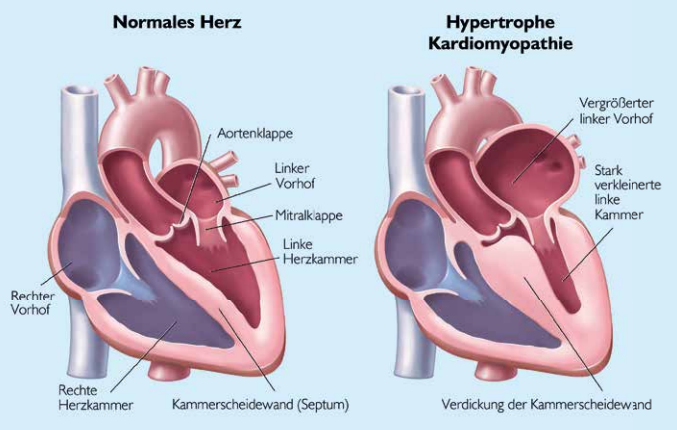 Normales Herz
Aortenklappe
Linker
Vorhof
Mitralklappe
Linke
Herzkammer
Rechter
Vorhof
Rechte
Herzkammer
Kammerscheidewand (Septum)
Hypertrophe
Kardiomyopathie
Vergrößerter
linker Vorhof
Stark
verkleinerte
linke
Kammer
Verdickung der Kammerscheidewand